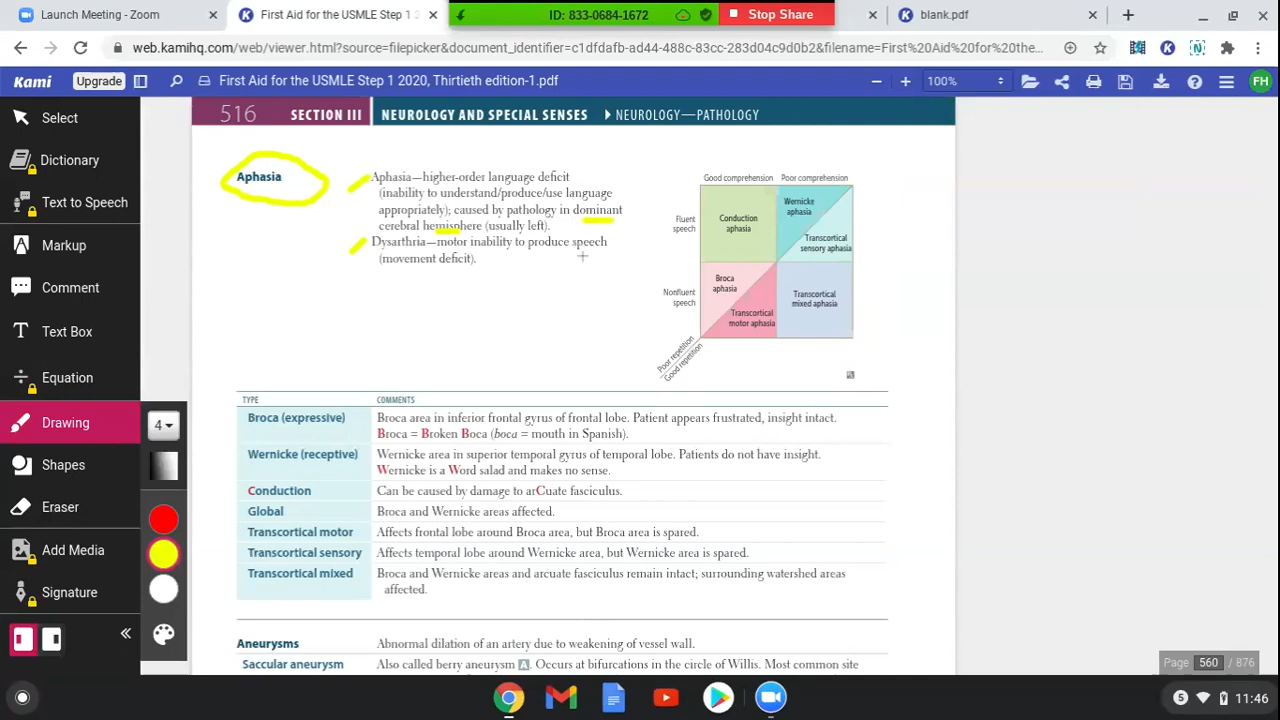 Launch Meeting - Zoom
First Aid for the USMLE Step 1 2
ID: 833-0684-1672
Stop Share
blank.pdf
web.kamihq.com/web/viewer.html?source=filepicker&document_identifier=c1dfdafb-ad44-488c-83cc-283d04c9d0b2&filename=First%20Aid%20for%20the...
Kami
Upgrade
First Aid for the USMLE Step 1 2020, Thirtieth edition-1.pdf
100%
FH
Select
Dictionary
Text to Speech
Markup
Comment
Text Box
Equation
Drawing
4
Shapes
Eraser
Add Media
Signature
516 SECTION III NEUROLOGY AND SPECIAL SENSES NEUROLOGY—PATHOLOGY
Aphasia
Aphasia—higher-order language deficit
(inability to understand/produce/use language
appropriately); caused by pathology in dominant
cerebral hemisphere (usually left).
Dysarthria—motor inability to produce speech
(movement deficit).
Good comprehension Poor comprehension
Fluent
speech
Nonfluent
speech
Conduction
aphasia
Wernicke
aphasia
Transcortical
sensory aphasia
Broca
aphasia
Transcortical
motor aphasia
Transcortical
mixed aphasia
Poor repetition
Good repetition
TYPE COMMENTS
Broca (expressive) Broca area in inferior frontal gyrus of frontal lobe. Patient appears frustrated, insight intact.
Broca = Broken Boca (boca = mouth in Spanish).
Wernicke (receptive) Wernicke area in superior temporal gyrus of temporal lobe. Patients do not have insight.
Wernicke is a Word salad and makes no sense.
Conduction Can be caused by damage to arCuate fasciculus.
Global Broca and Wernicke areas affected.
Transcortical motor Affects frontal lobe around Broca area, but Broca area is spared.
Transcortical sensory Affects temporal lobe around Wernicke area, but Wernicke area is spared.
Transcortical mixed Broca and Wernicke areas and arcuate fasciculus remain intact; surrounding watershed areas
affected.
Aneurysms Abnormal dilation of an artery due to weakening of vessel wall.
Saccular aneurysm Also called berry aneurysm A. Occurs at bifurcations in the circle of Willis. Most common site
Page 560 / 876
5
11:46